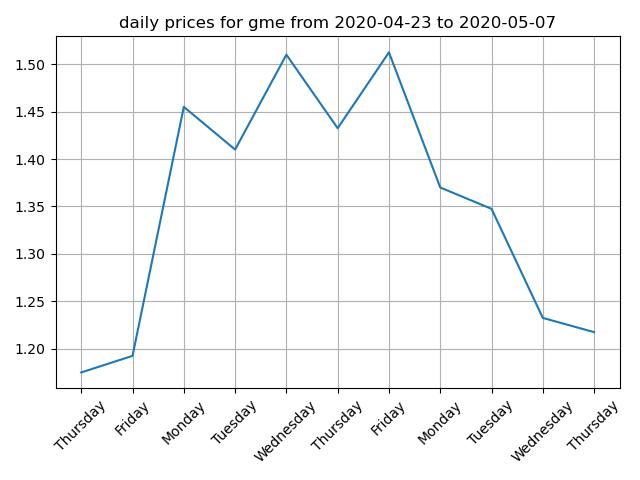 daily prices for gme from 2020-04-23 to 2020-05-07
1.50
1.45
1.40
1.35
1.30
1.25
1.20
Thursday
Friday
Monday
Tuesday
Wednesday
Thursday
Friday
Monday
Tuesday
Wednesday
Thursday